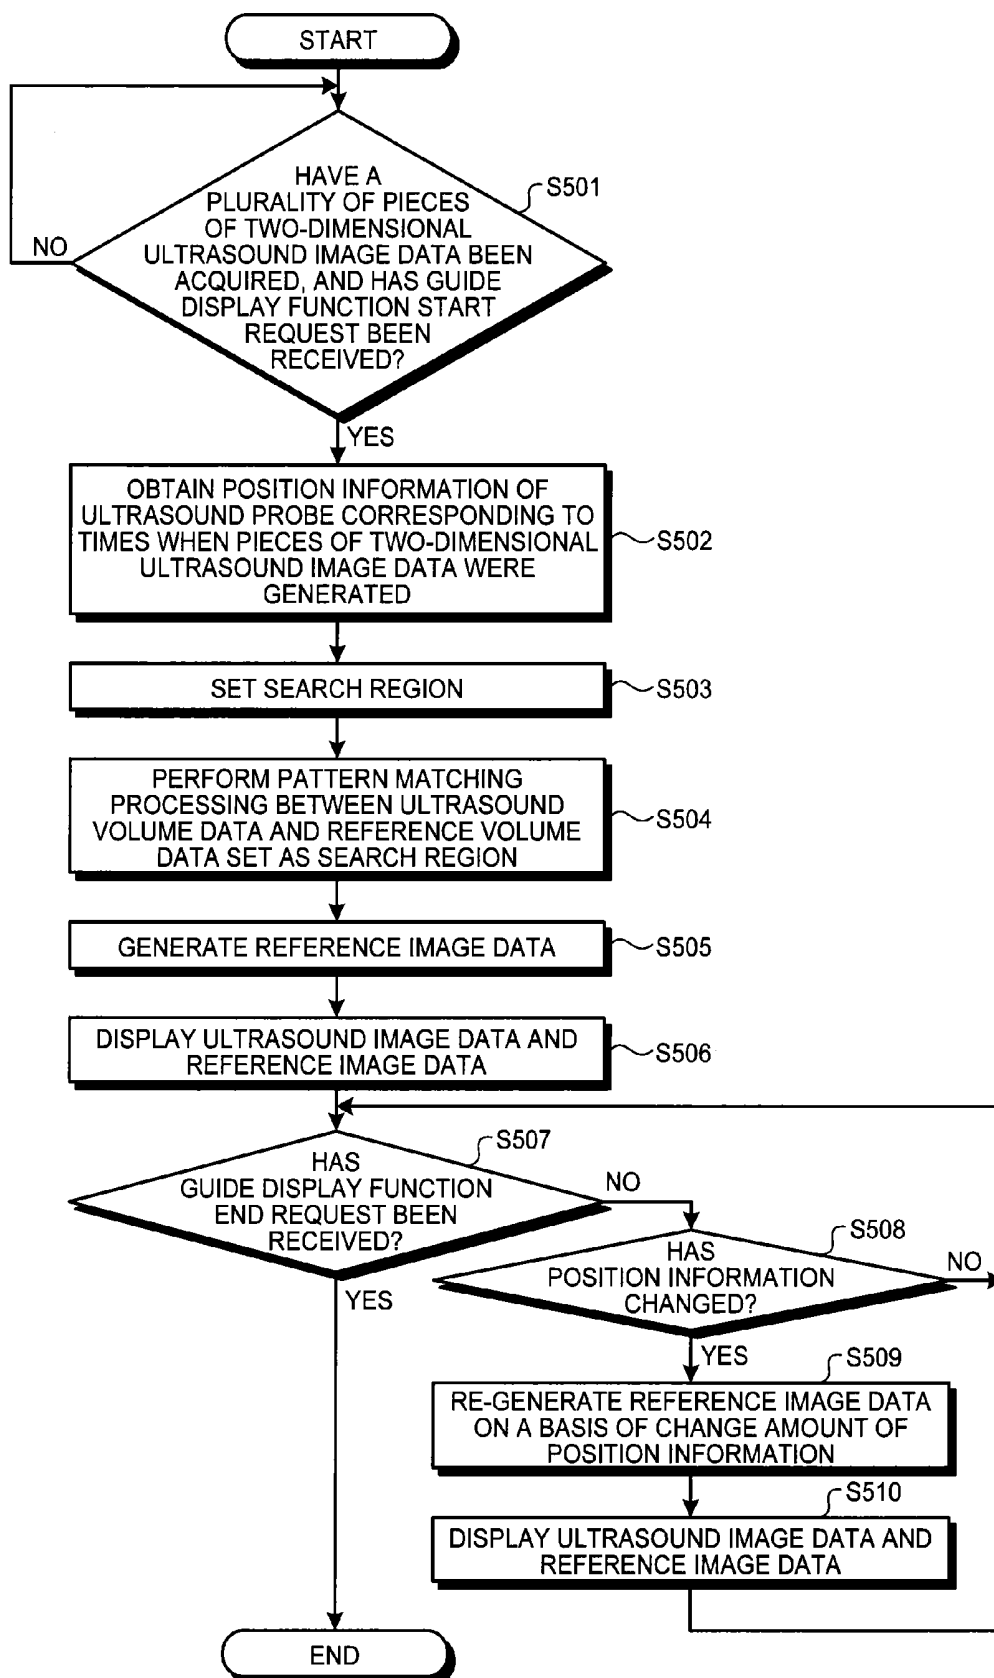 START
HAVE A
PLURALITY OF PIECES
OF TWO-DIMENSIONAL
ULTRASOUND IMAGE DATA BEEN
ACQUIRED, AND HAS GUIDE
DISPLAY FUNCTION START
REQUEST BEEN
RECEIVED?
S501
NO
YES
OBTAIN POSITION INFORMATION OF
ULTRASOUND PROBE CORRESPONDING TO
TIMES WHEN PIECES OF TWO-DIMENSIONAL
ULTRASOUND IMAGE DATA WERE
GENERATED
S502
SET SEARCH REGION
S503
PERFORM PATTERN MATCHING
PROCESSING BETWEEN ULTRASOUND
VOLUME DATA AND REFERENCE VOLUME
DATA SET AS SEARCH REGION
S504
GENERATE REFERENCE IMAGE DATA
S505
DISPLAY ULTRASOUND IMAGE DATA AND
REFERENCE IMAGE DATA
S506
HAS
GUIDE DISPLAY FUNCTION
END REQUEST BEEN
RECEIVED?
S507
NO
YES
HAS
POSITION INFORMATION
CHANGED?
S508
NO
YES
RE-GENERATE REFERENCE IMAGE DATA
ON A BASIS OF CHANGE AMOUNT OF
POSITION INFORMATION
S509
DISPLAY ULTRASOUND IMAGE DATA AND
REFERENCE IMAGE DATA
S510
END